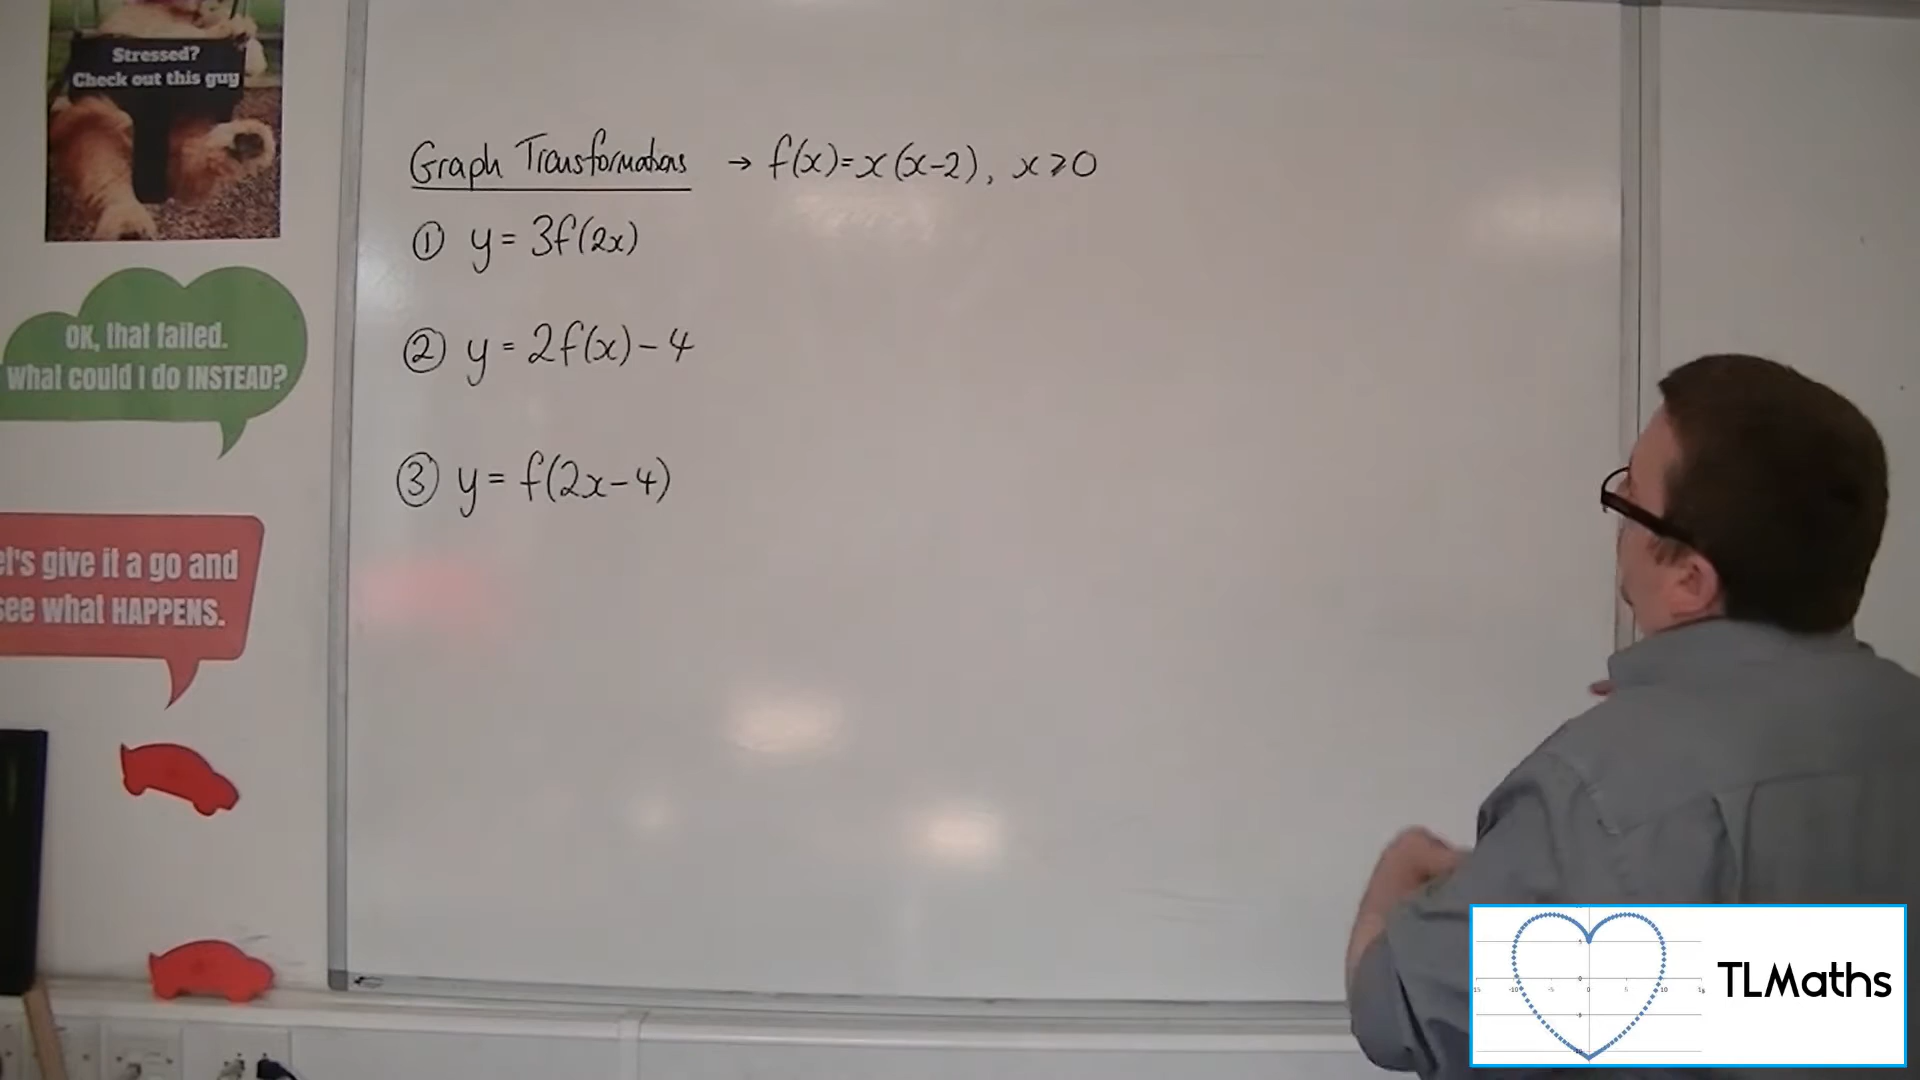 Stressed?
Check out this guy
OK, that failed.
What could I do INSTEAD?
et's give it a go and
see what HAPPENS.
Graph Transformations → f(x)=x(x-2), x⩾0
① y = 3f(2x)
② y = 2f(x) - 4
③ y = f(2x-4)
TLMaths